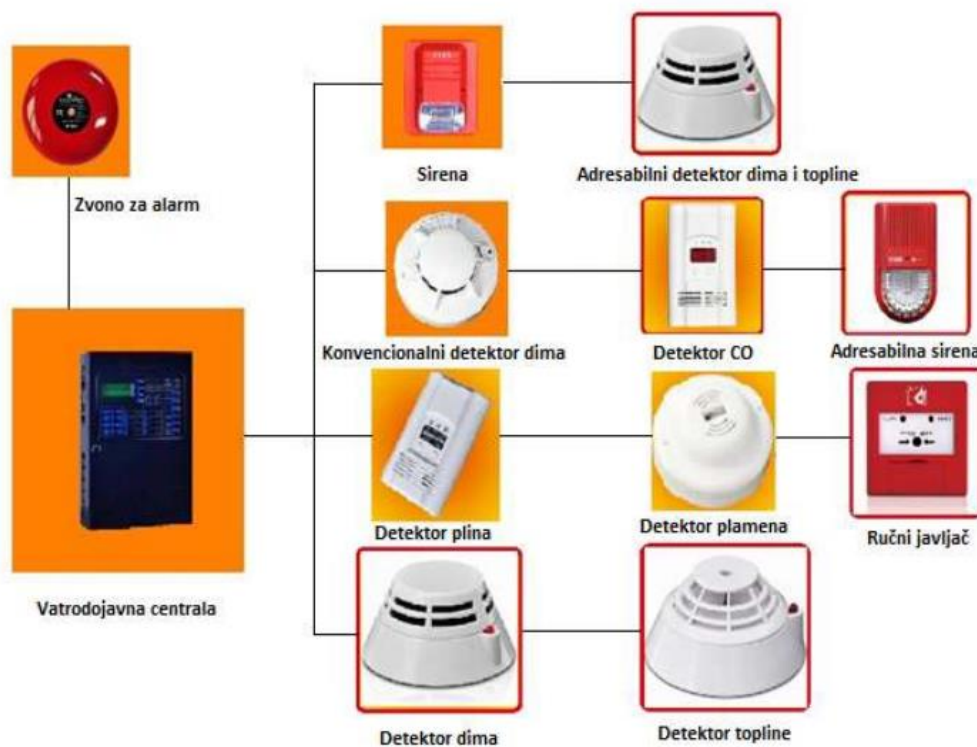 Zvono za alarm
Sirena
Adresabilni detektor dima i topline
Konvencionalni detektor dima
Detektor CO
Adresabilna sirena
Vatrodojavna centrala
Detektor plina
Detektor plamena
Ručni javljač
Detektor dima
Detektor topline